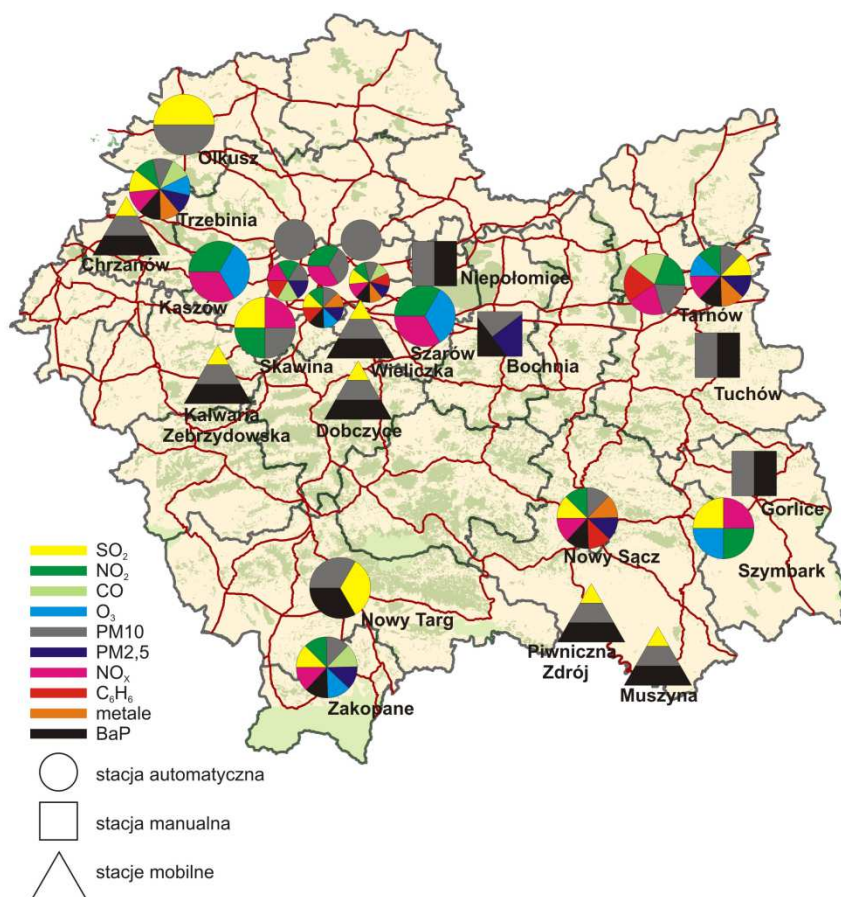 Olkusz
Trzebinia
Chrzanów
Kaszów
Niepołomice
Tarnów
Skawina
Szarów
Wieliczka
Bochnia
Tuchów
Kalwaria
Zebrzydowska
Dobczyce
Gorlice
Nowy Sącz
Szymbark
Nowy Targ
Piwniczna
Zdrój
Muszyna
Zakopane
SO₂
NO₂
CO
O₃
PM10
PM2,5
NOₓ
C₆H₆
metale
BaP
stacja automatyczna
stacja manualna
stacje mobilne